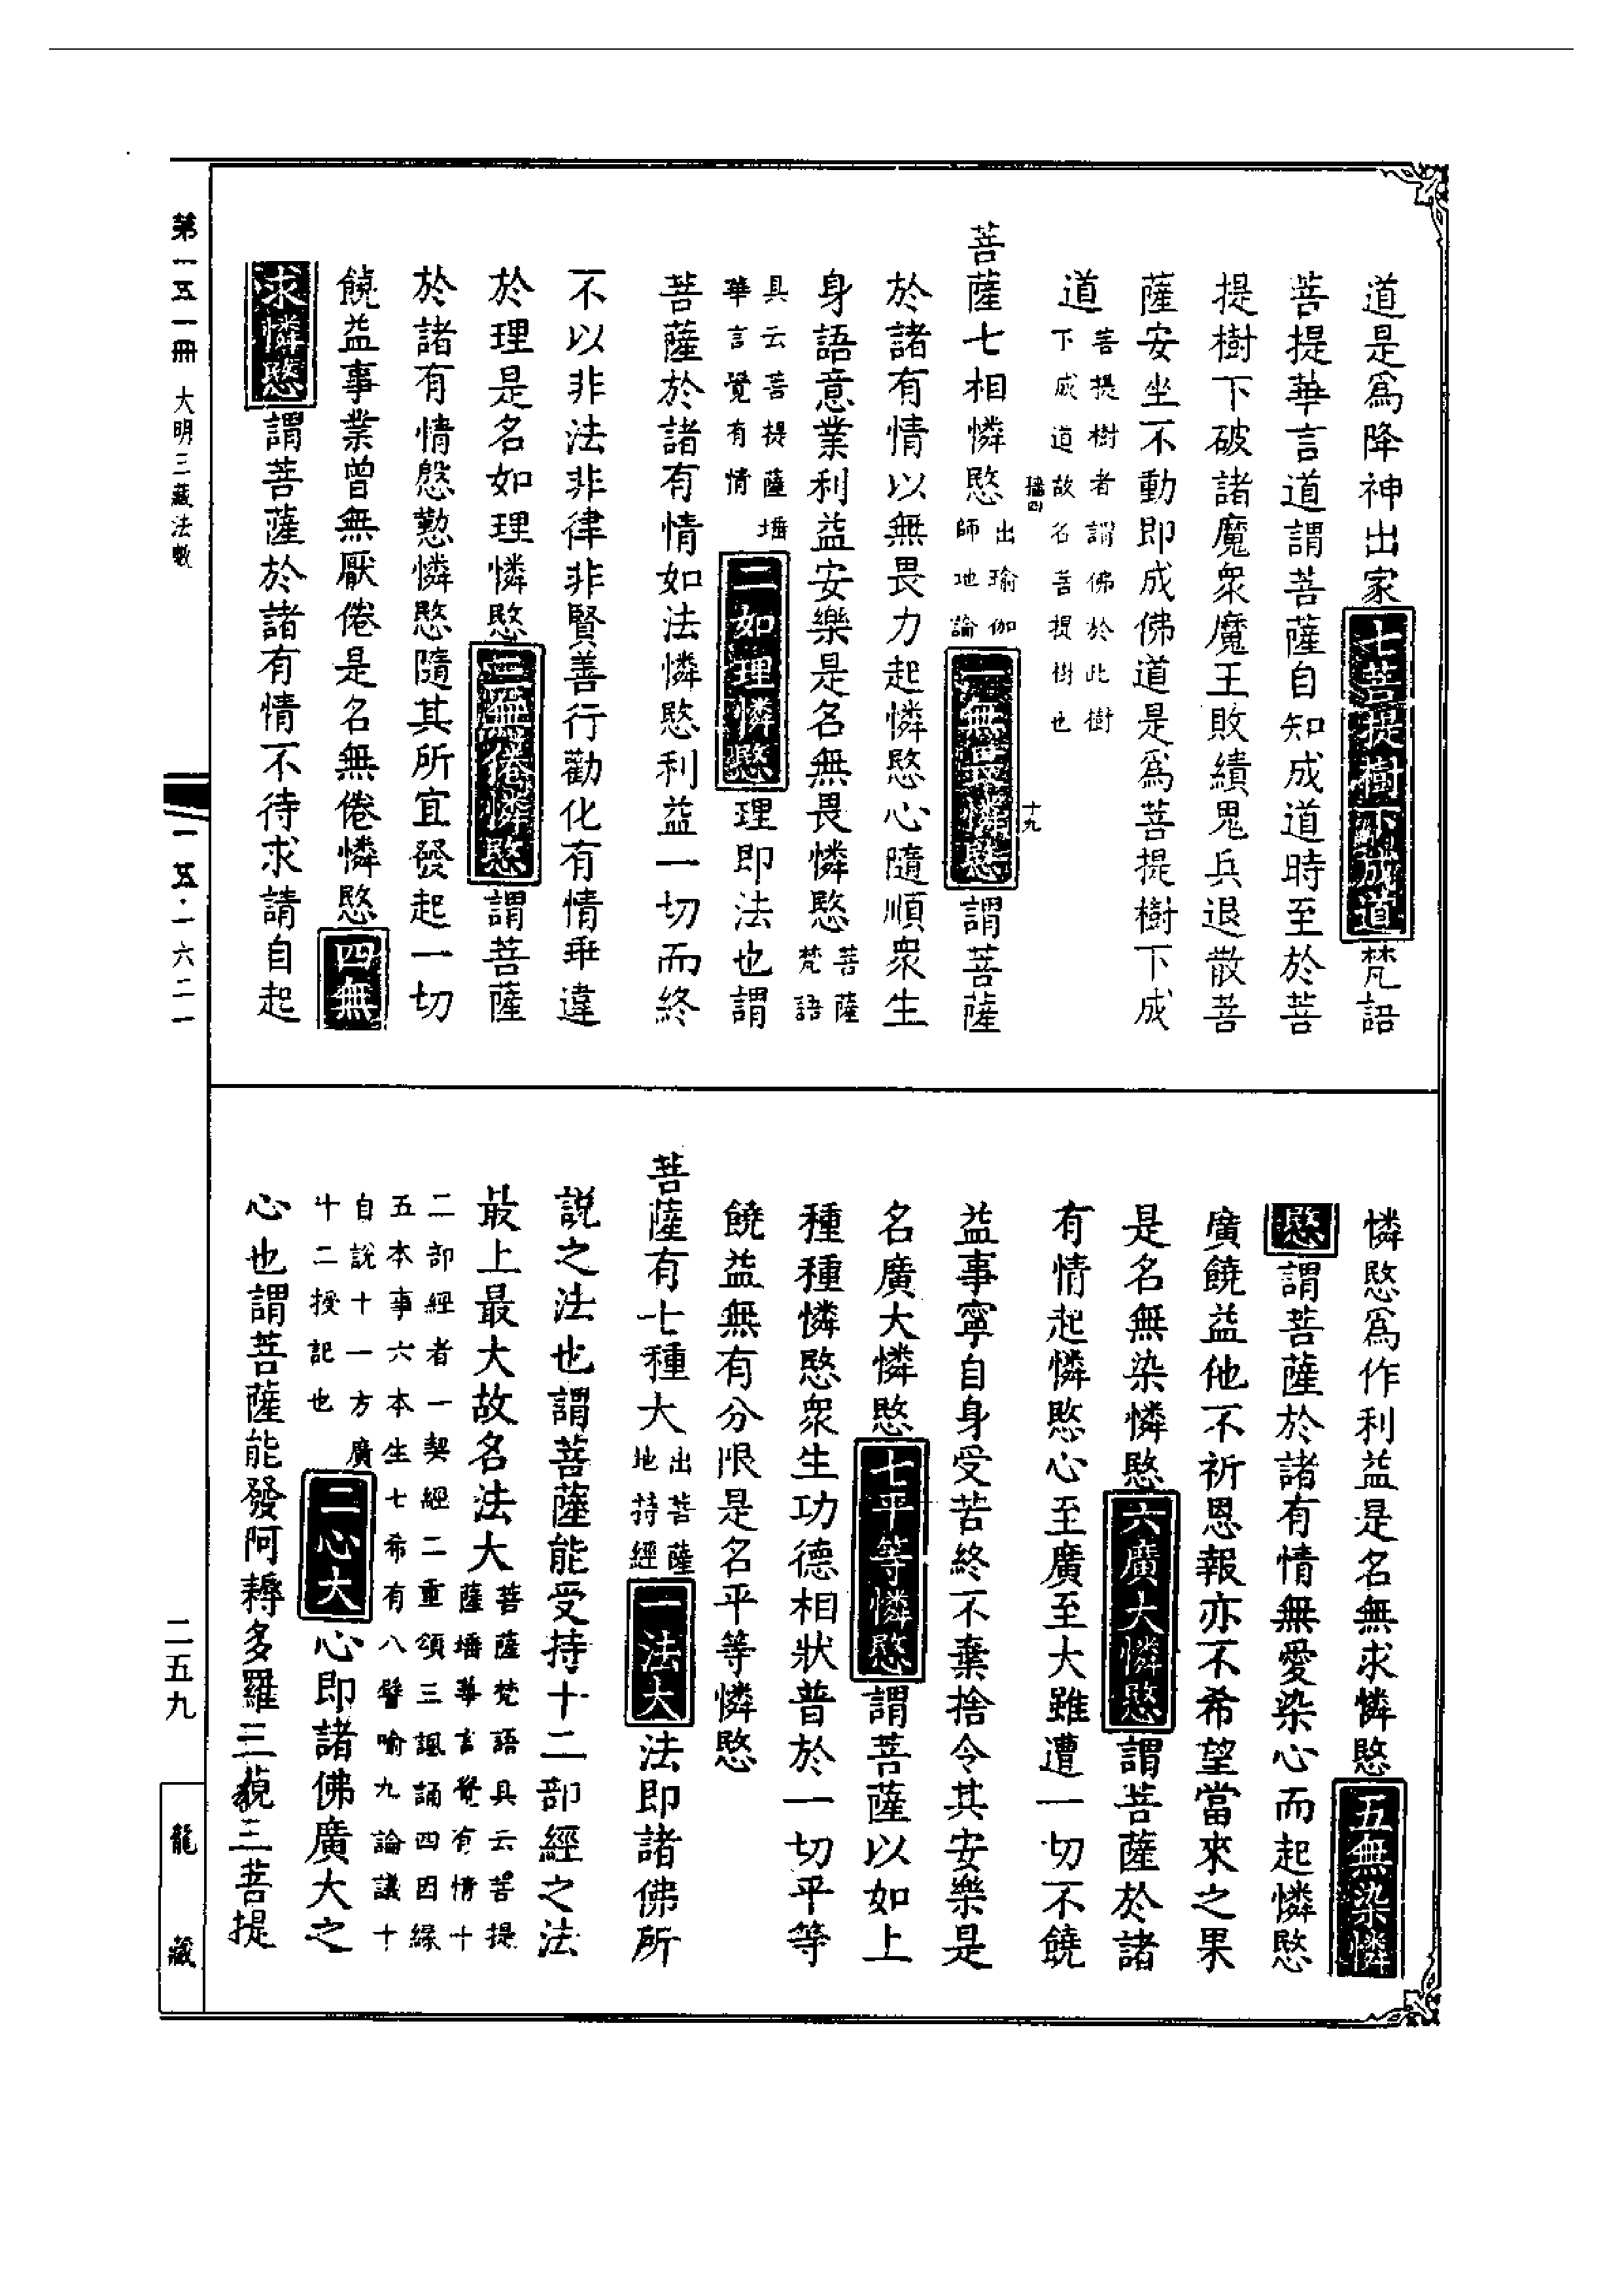 道是爲降神出家七菩提樹下成道梵語
菩提華言道謂菩薩自知成道時至於菩
提樹下破諸魔衆魔王敗績鬼兵退散菩
薩安坐不動即成佛道是爲菩提樹下成
道菩提樹者謂佛於此樹
下成道故名菩提樹也
十九
菩薩七相憐愍出瑜伽
師地論一無畏憐愍謂菩薩
於諸有情以無畏力起憐愍心隨順衆生
身語意業利益安樂是名無畏憐愍菩薩
梵語
具云菩提薩埵
華言覺有情二如理憐愍理即法也謂
菩薩於諸有情如法憐愍利益一切而終
不以非法非律非賢善行勸化有情乖違
於理是名如理憐愍三無倦憐愍謂菩薩
於諸有情慇懃憐愍隨其所宜發起一切
饒益事業曾無厭倦是名無倦憐愍四無
求憐愍謂菩薩於諸有情不待求請自起
憐愍爲作利益是名無求憐愍五無染憐
愍謂菩薩於諸有情無愛染心而起憐愍
廣饒益他不祈恩報亦不希望當來之果
是名無染憐愍六廣大憐愍謂菩薩於諸
有情起憐愍心至廣至大雖遭一切不饒
益事寧自身受苦終不棄捨令其安樂是
名廣大憐愍七平等憐愍謂菩薩以如上
種種憐愍衆生功德相狀普於一切平等
饒益無有分限是名平等憐愍
菩薩有七種大出菩薩
地持經一法大法即諸佛所
說之法也謂菩薩能受持十二部經之法
最上最大故名法大菩薩梵語具云菩提
薩埵華言覺有情十
二部經者一契經二重頌三諷誦四因緣
五本事六本生七希有八譬喻九論議十
自說十一方廣
十二授記也二心大心即諸佛廣大之
心也謂菩薩能發阿耨多羅三藐三菩提
第一五一冊 大明三藏法數
一五·一六二一
二五九
龍藏